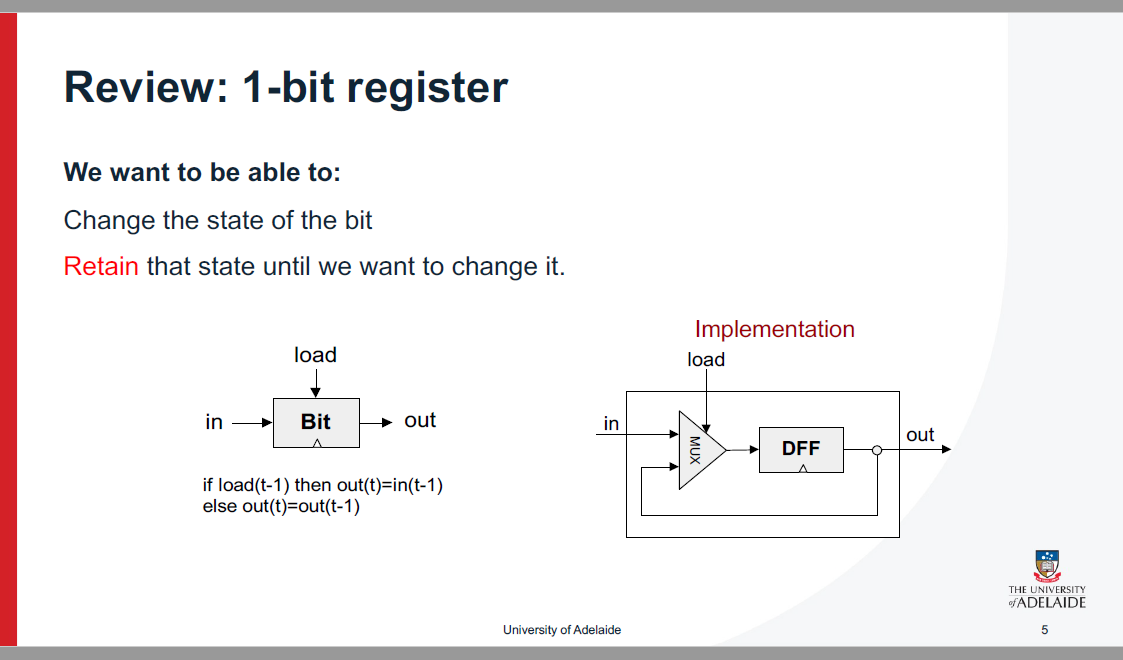 Review: 1-bit register
We want to be able to:
Change the state of the bit
Retain that state until we want to change it.
load
in
Bit
out
if load(t-1) then out(t)=in(t-1)
else out(t)=out(t-1)
Implementation
load
in
MUX
DFF
out
THE UNIVERSITY
of ADELAIDE
University of Adelaide
5